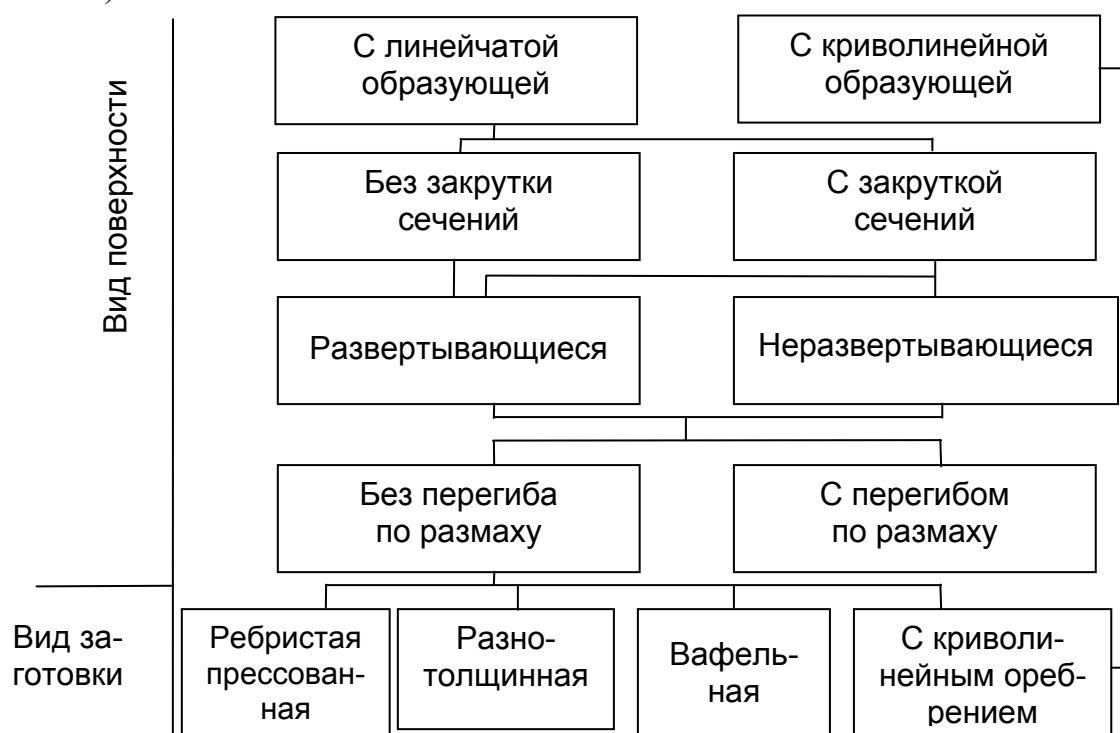 С линейчатой
образующей
С криволинейной
образующей
Вид поверхности
Без закрутки
сечений
С закруткой
сечений
Развертывающиеся
Неразвертывающиеся
Без перегиба
по размаху
С перегибом
по размаху
Вид за-
готовки
Ребристая
прессован-
ная
Разно-
толщинная
Вафель-
ная
С криволи-
нейным ореб-
рением